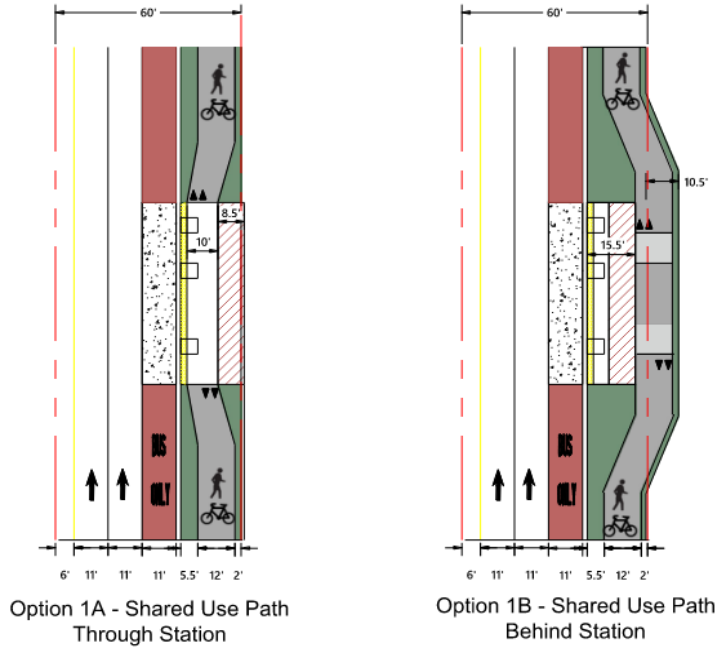 60'
60'
10.5'
8.5'
10'
15.5'
BUS
ONLY
BUS
ONLY
6' 11' 11' 11' 5.5' 12' 2'
6' 11' 11' 11' 5.5' 12' 2'
Option 1A - Shared Use Path
Through Station
Option 1B - Shared Use Path
Behind Station